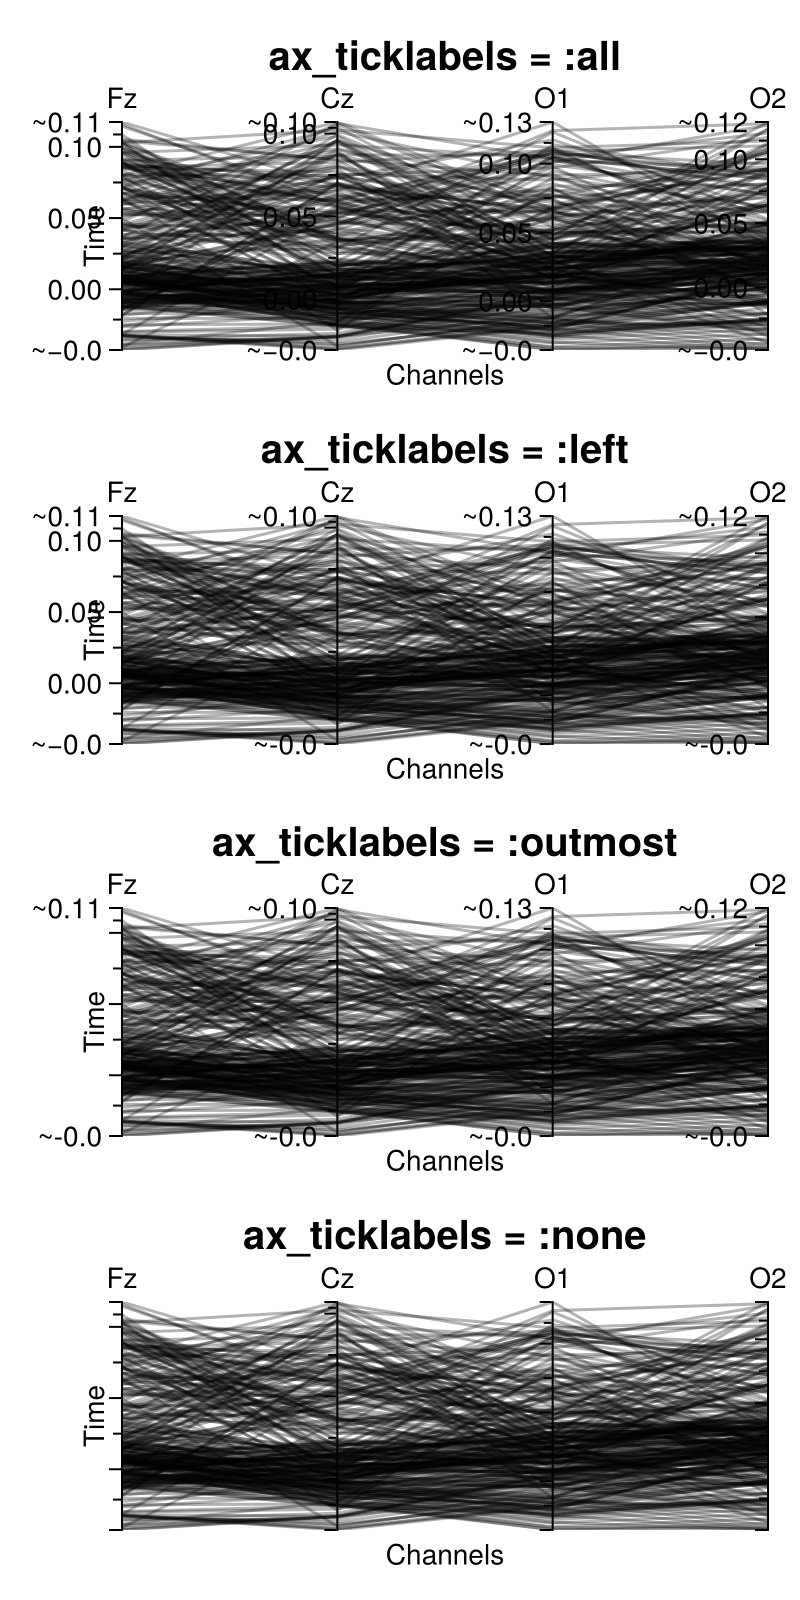 ax_ticklabels = :all
Fz Cz O1 O2
~0.11 ~0.10 ~0.13 ~0.12
0.10 0.10 0.10 0.10
0.05 0.05 0.05 0.05
Time
0.00 0.00 0.00 0.00
~−0.0 ~−0.0 ~−0.0 ~−0.0
Channels
ax_ticklabels = :left
Fz Cz O1 O2
~0.11 ~0.10 ~0.13 ~0.12
0.10
0.05
Time
0.00
~−0.0 ~-0.0 ~-0.0 ~-0.0
Channels
ax_ticklabels = :outmost
Fz Cz O1 O2
~0.11 ~0.10 ~0.13 ~0.12
Time
~-0.0 ~-0.0 ~-0.0 ~-0.0
Channels
ax_ticklabels = :none
Fz Cz O1 O2
Time
Channels